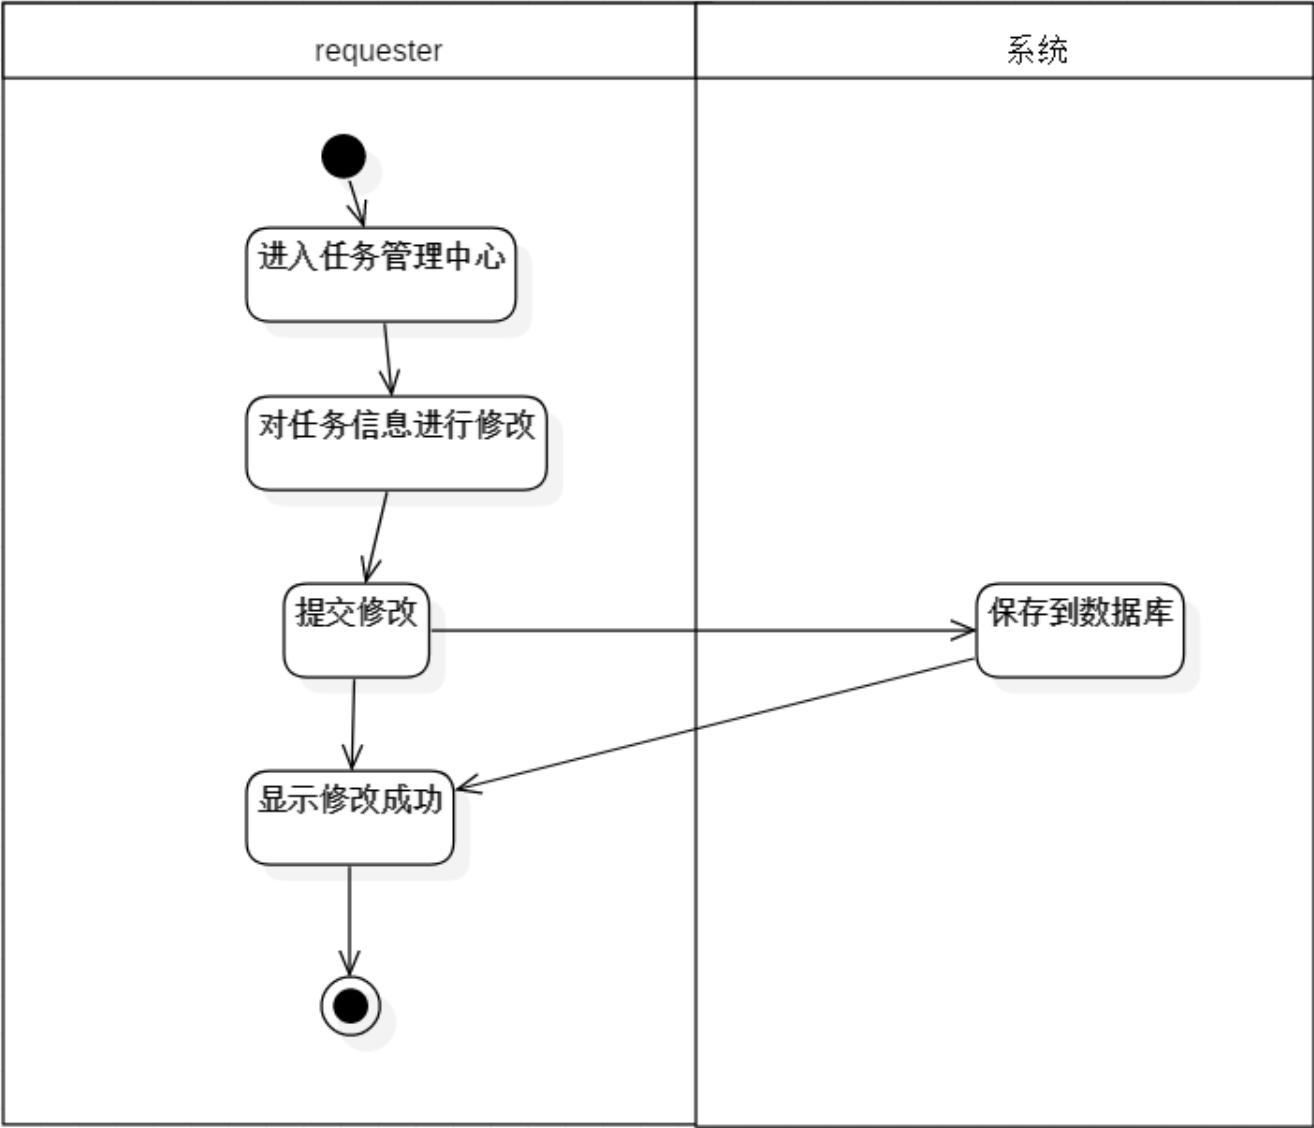 requester
系统
进入任务管理中心
对任务信息进行修改
提交修改
保存到数据库
显示修改成功